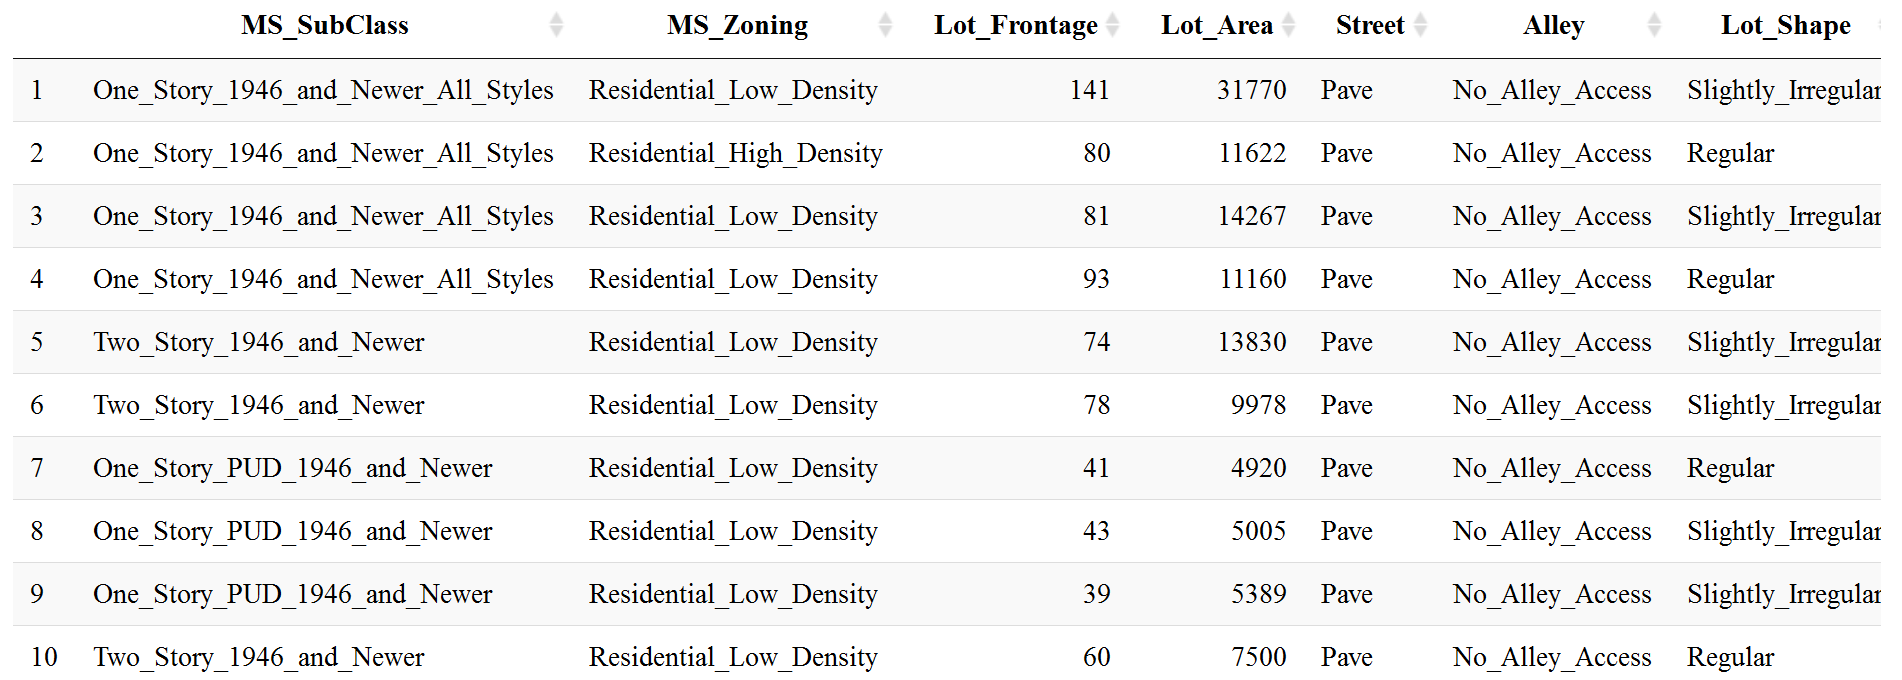 MS_SubClass MS_Zoning Lot_Frontage Lot_Area Street Alley Lot_Shape
1 One_Story_1946_and_Newer_All_Styles Residential_Low_Density 141 31770 Pave No_Alley_Access Slightly_Irregular
2 One_Story_1946_and_Newer_All_Styles Residential_High_Density 80 11622 Pave No_Alley_Access Regular
3 One_Story_1946_and_Newer_All_Styles Residential_Low_Density 81 14267 Pave No_Alley_Access Slightly_Irregular
4 One_Story_1946_and_Newer_All_Styles Residential_Low_Density 93 11160 Pave No_Alley_Access Regular
5 Two_Story_1946_and_Newer Residential_Low_Density 74 13830 Pave No_Alley_Access Slightly_Irregular
6 Two_Story_1946_and_Newer Residential_Low_Density 78 9978 Pave No_Alley_Access Slightly_Irregular
7 One_Story_PUD_1946_and_Newer Residential_Low_Density 41 4920 Pave No_Alley_Access Regular
8 One_Story_PUD_1946_and_Newer Residential_Low_Density 43 5005 Pave No_Alley_Access Slightly_Irregular
9 One_Story_PUD_1946_and_Newer Residential_Low_Density 39 5389 Pave No_Alley_Access Slightly_Irregular
10 Two_Story_1946_and_Newer Residential_Low_Density 60 7500 Pave No_Alley_Access Regular